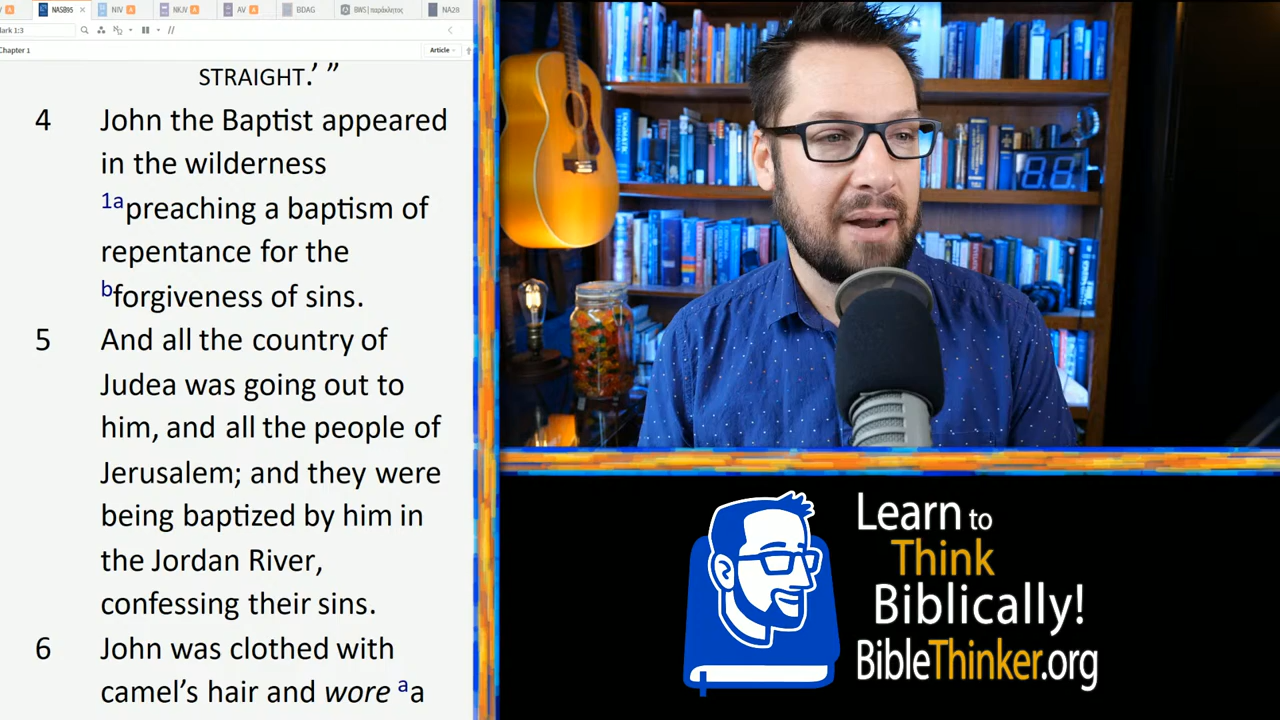 A
NASB95
NIV A
NKJV A
AV A
BDAG
BWS | παράκλητος
NA28
ark 1:3
Chapter 1
Article
STRAIGHT.’ ”
4 John the Baptist appeared
in the wilderness
1apreaching a baptism of
repentance for the
bforgiveness of sins.
5 And all the country of
Judea was going out to
him, and all the people of
Jerusalem; and they were
being baptized by him in
the Jordan River,
confessing their sins.
6 John was clothed with
camel’s hair and wore aa
Learn to
Think
Biblically!
BibleThinker.org